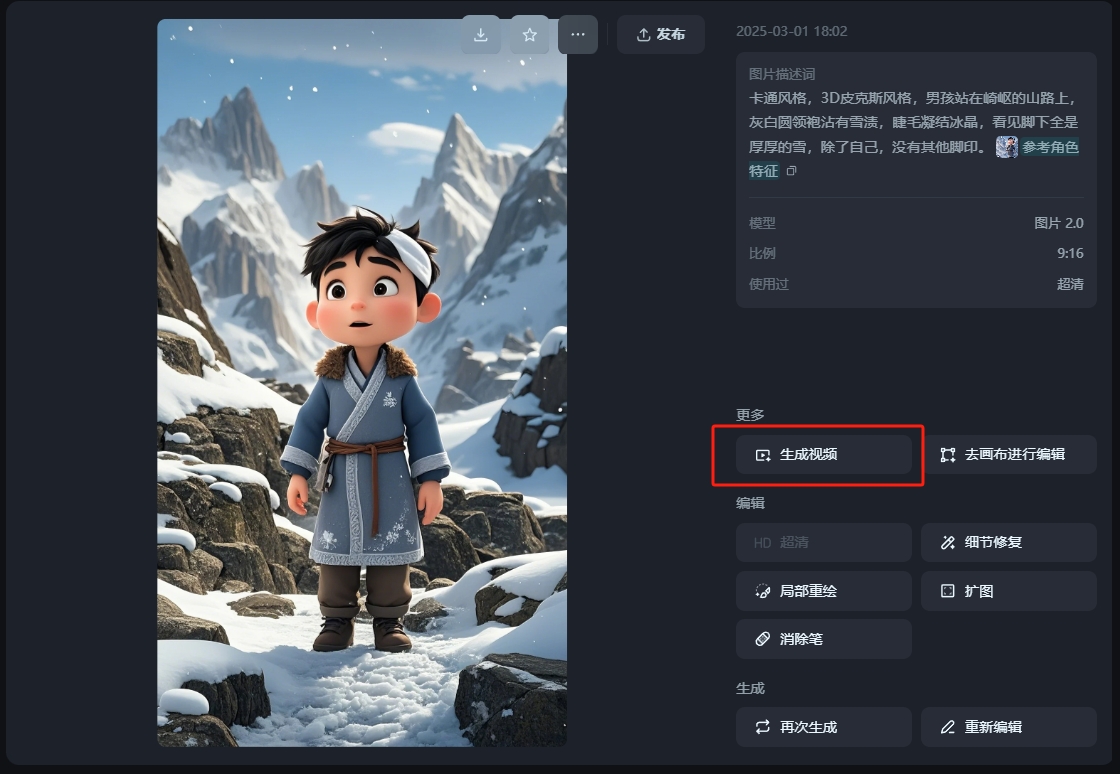 发布
2025-03-01 18:02
图片描述词
卡通风格，3D皮克斯风格，男孩站在崎岖的山路上，
灰白圆领袍沾有雪渍，睫毛凝结冰晶，看见脚下全是
厚厚的雪，除了自己，没有其他脚印。 参考角色
特征
模型 图片 2.0
比例 9:16
使用过 超清
更多
生成视频 去画布进行编辑
编辑
HD 超清 细节修复
局部重绘 扩图
消除笔
生成
再次生成 重新编辑